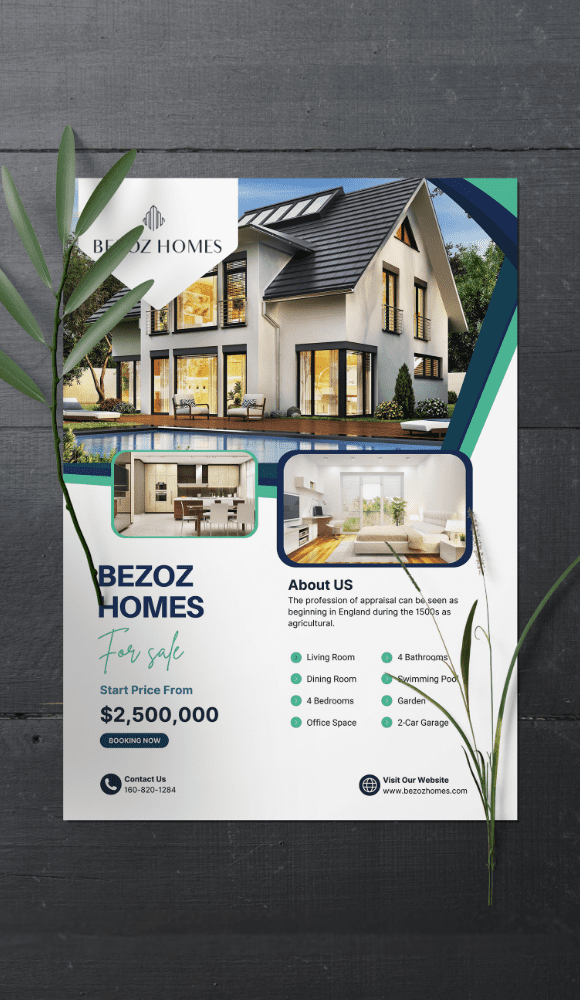 BEZOZ HOMES
BEZOZ
HOMES
For sale
Start Price From
$2,500,000
BOOKING NOW
Contact Us
160-820-1284
About US
The profession of appraisal can be seen as
beginning in England during the 1500s as
agricultural.
Living Room
Dining Room
4 Bedrooms
Office Space
4 Bathrooms
Swimming Pool
Garden
2-Car Garage
Visit Our Website
www.bezozhomes.com